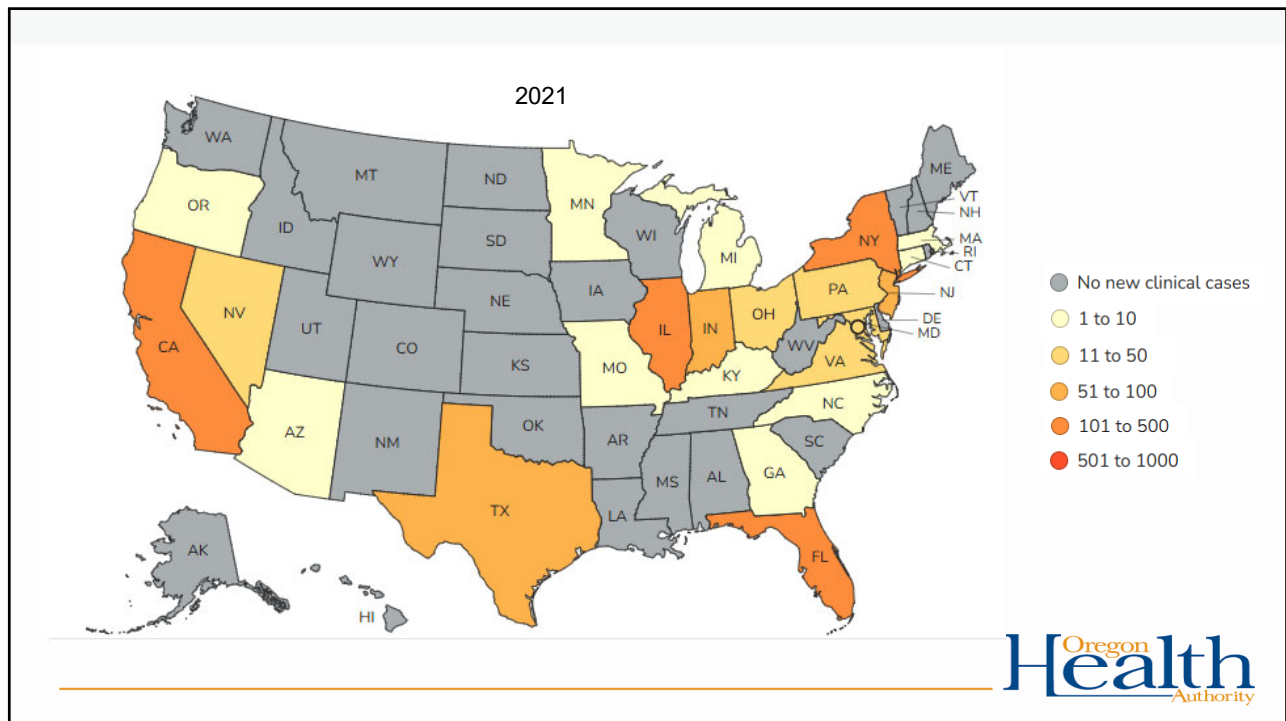 2021
WA
MT
ND
MN
ME
VT
NH
OR
ID
SD
WI
NY
MA
RI
CT
WY
MI
IA
PA
NJ
NE
NV
UT
CO
IL
IN
OH
DE
MD
CA
KS
MO
WV
VA
KY
AZ
NM
OK
TN
NC
AR
SC
MS
AL
GA
TX
LA
AK
FL
HI
No new clinical cases
1 to 10
11 to 50
51 to 100
101 to 500
501 to 1000
Oregon
Health
Authority